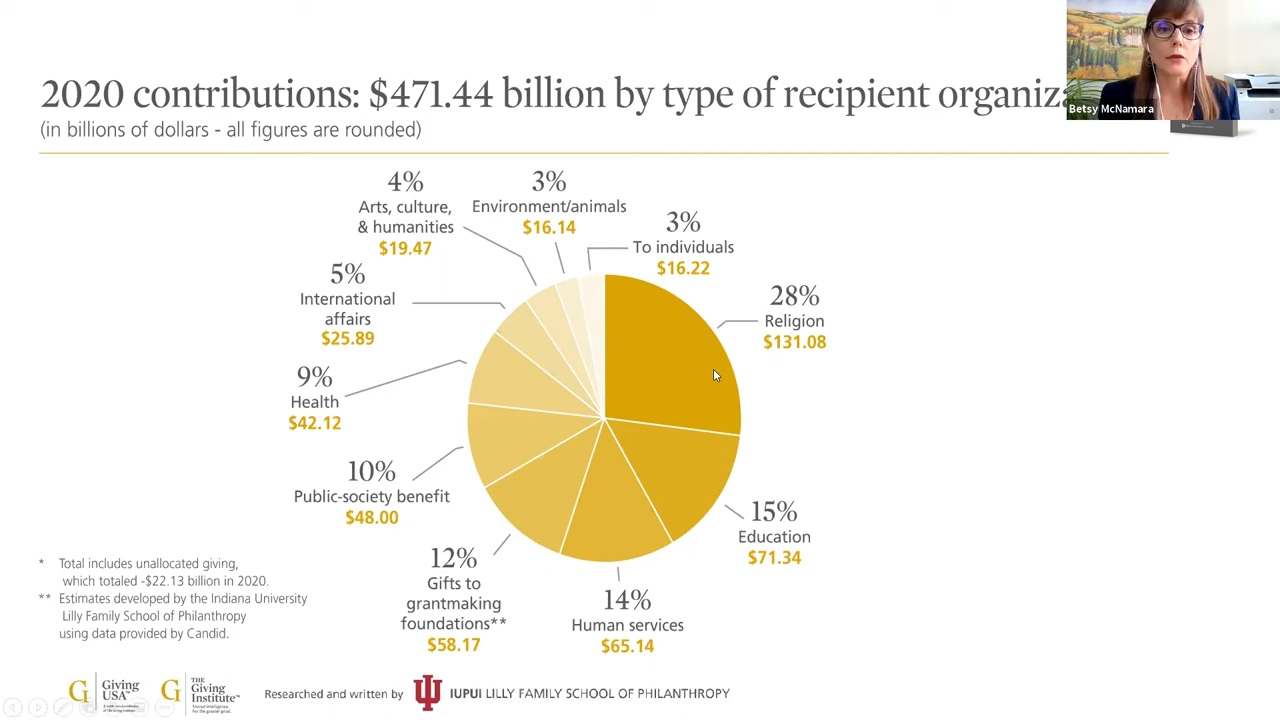 2020 contributions: $471.44 billion by type of recipient organiza
(in billions of dollars - all figures are rounded)
Betsy McNamara
4%
Arts, culture,
& humanities
$19.47
3%
Environment/animals
$16.14
3%
To individuals
$16.22
5%
International
affairs
$25.89
28%
Religion
$131.08
9%
Health
$42.12
10%
Public-society benefit
$48.00
15%
Education
$71.34
12%
Gifts to
grantmaking
foundations**
$58.17
14%
Human services
$65.14
* Total includes unallocated giving,
which totaled -$22.13 billion in 2020.
** Estimates developed by the Indiana University
Lilly Family School of Philanthropy
using data provided by Candid.
G Giving
USA™
G THE
Giving
Institute™
Researched and written by
IUPUI LILLY FAMILY SCHOOL OF PHILANTHROPY